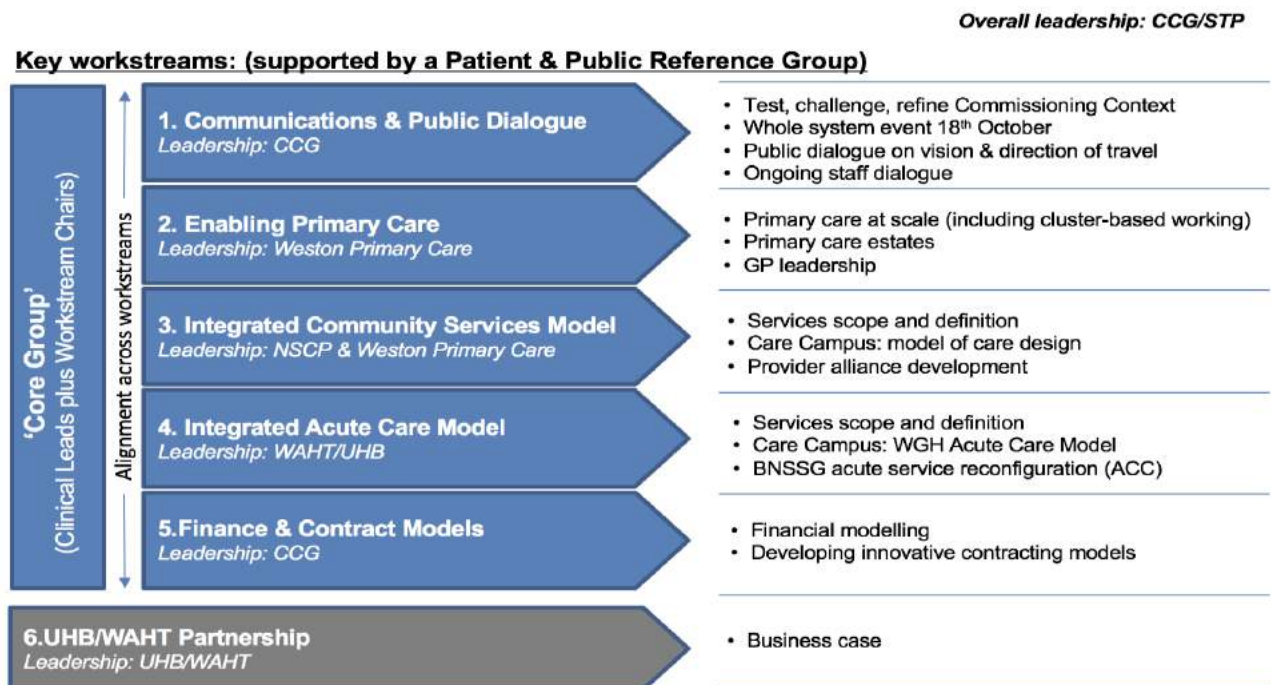 Overall leadership: CCG/STP
Key workstreams: (supported by a Patient & Public Reference Group)
'Core Group'
(Clinical Leads plus Workstream Chairs)
Alignment across workstreams
1. Communications & Public Dialogue
Leadership: CCG
• Test, challenge, refine Commissioning Context
• Whole system event 18th October
• Public dialogue on vision & direction of travel
• Ongoing staff dialogue
2. Enabling Primary Care
Leadership: Weston Primary Care
• Primary care at scale (including cluster-based working)
• Primary care estates
• GP leadership
3. Integrated Community Services Model
Leadership: NSCP & Weston Primary Care
• Services scope and definition
• Care Campus: model of care design
• Provider alliance development
4. Integrated Acute Care Model
Leadership: WAHT/UHB
• Services scope and definition
• Care Campus: WGH Acute Care Model
• BNSSG acute service reconfiguration (ACC)
5.Finance & Contract Models
Leadership: CCG
• Financial modelling
• Developing innovative contracting models
6.UHB/WAHT Partnership
Leadership: UHB/WAHT
• Business case